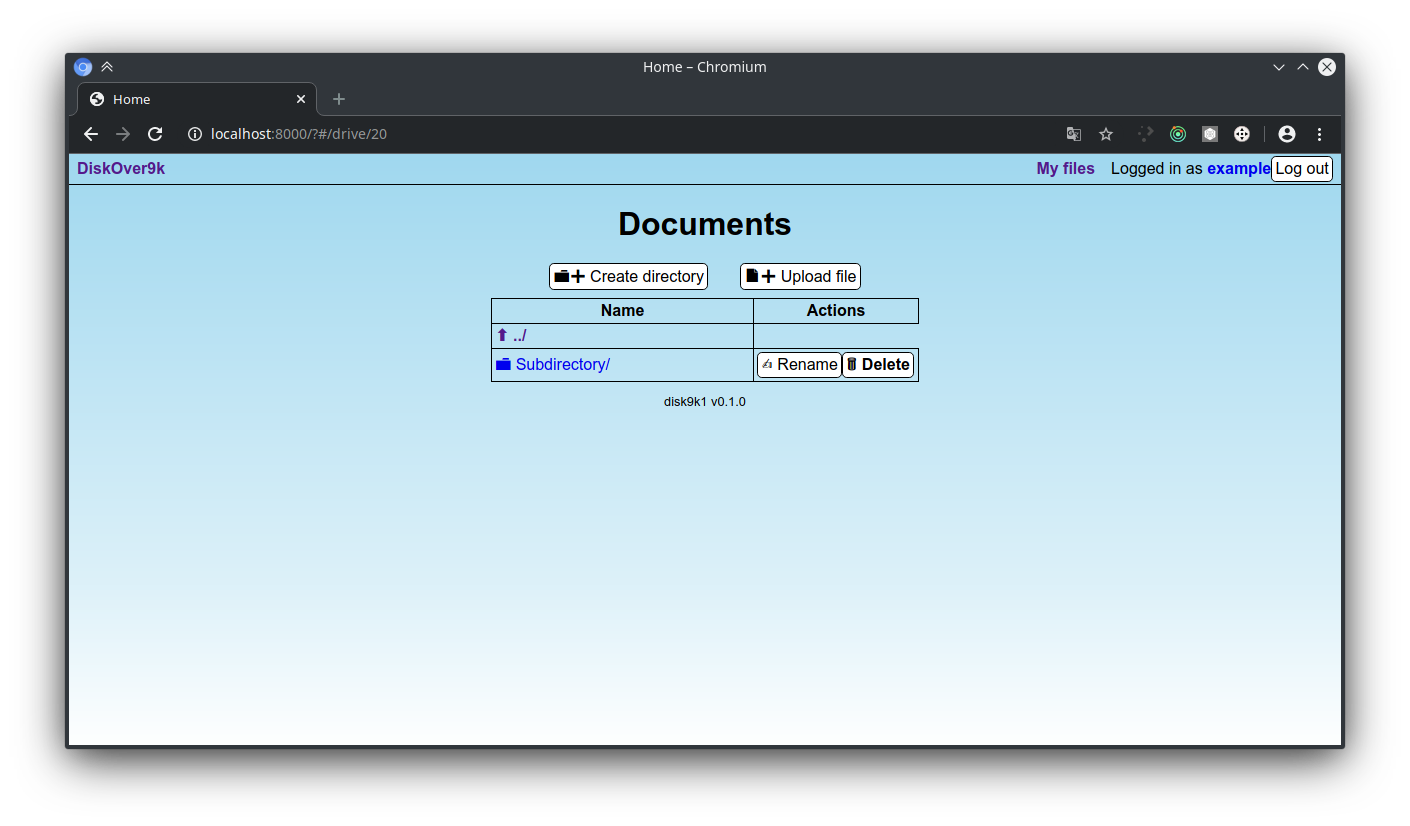 Home – Chromium
Home
localhost:8000/?#/drive/20
DiskOver9k My files Logged in as example Log out
Documents
Create directory Upload file
Name Actions
../
Subdirectory/ Rename Delete
disk9k1 v0.1.0